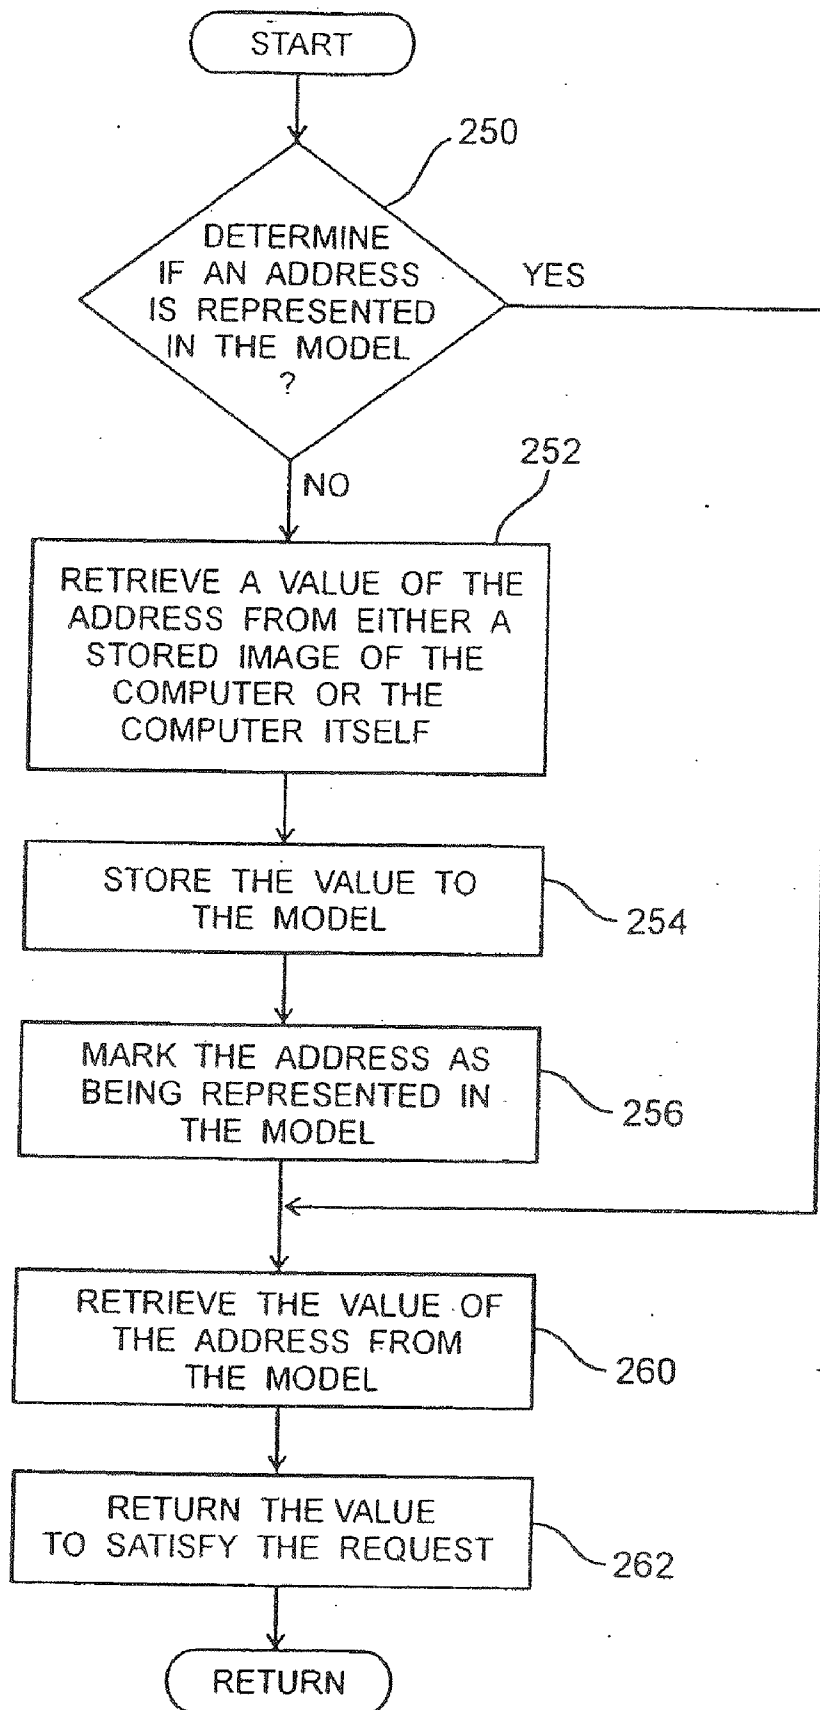 START
250
DETERMINE
IF AN ADDRESS
IS REPRESENTED
IN THE MODEL
?
YES
NO
252
RETRIEVE A VALUE OF THE
ADDRESS FROM EITHER A
STORED IMAGE OF THE
COMPUTER OR THE
COMPUTER ITSELF
STORE THE VALUE TO
THE MODEL
254
MARK THE ADDRESS AS
BEING REPRESENTED IN
THE MODEL
256
RETRIEVE THE VALUE OF
THE ADDRESS FROM
THE MODEL
260
RETURN THE VALUE
TO SATISFY THE REQUEST
262
RETURN